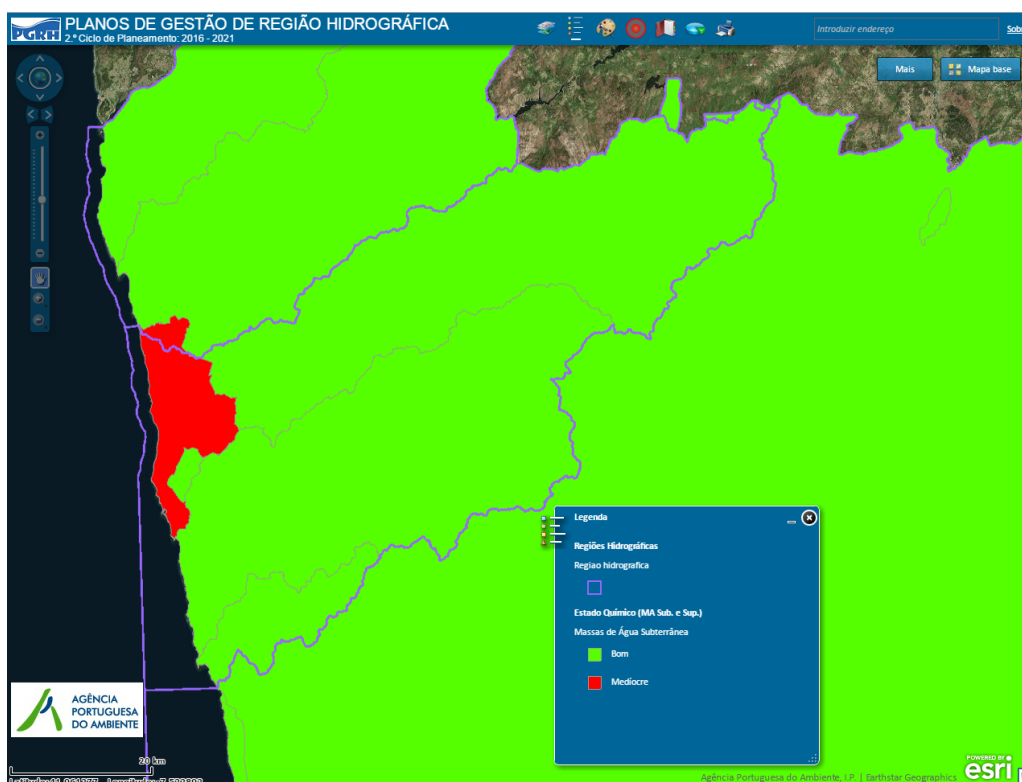 PGRH
PLANOS DE GESTÃO DE REGIÃO HIDROGRÁFICA
2.º Ciclo de Planeamento: 2016 - 2021
Introduzir endereço
Sob
Mais
Mapa base
Legenda
Regiões Hidrográficas
Regiao hidrografica
Estado Químico (MA Sub. e Sup.)
Massas de Água Subterrânea
Bom
Medíocre
AGÊNCIA
PORTUGUESA
DO AMBIENTE
20 km
POWERED BY
esri
Agência Portuguesa do Ambiente, I.P. | Earthstar Geographics